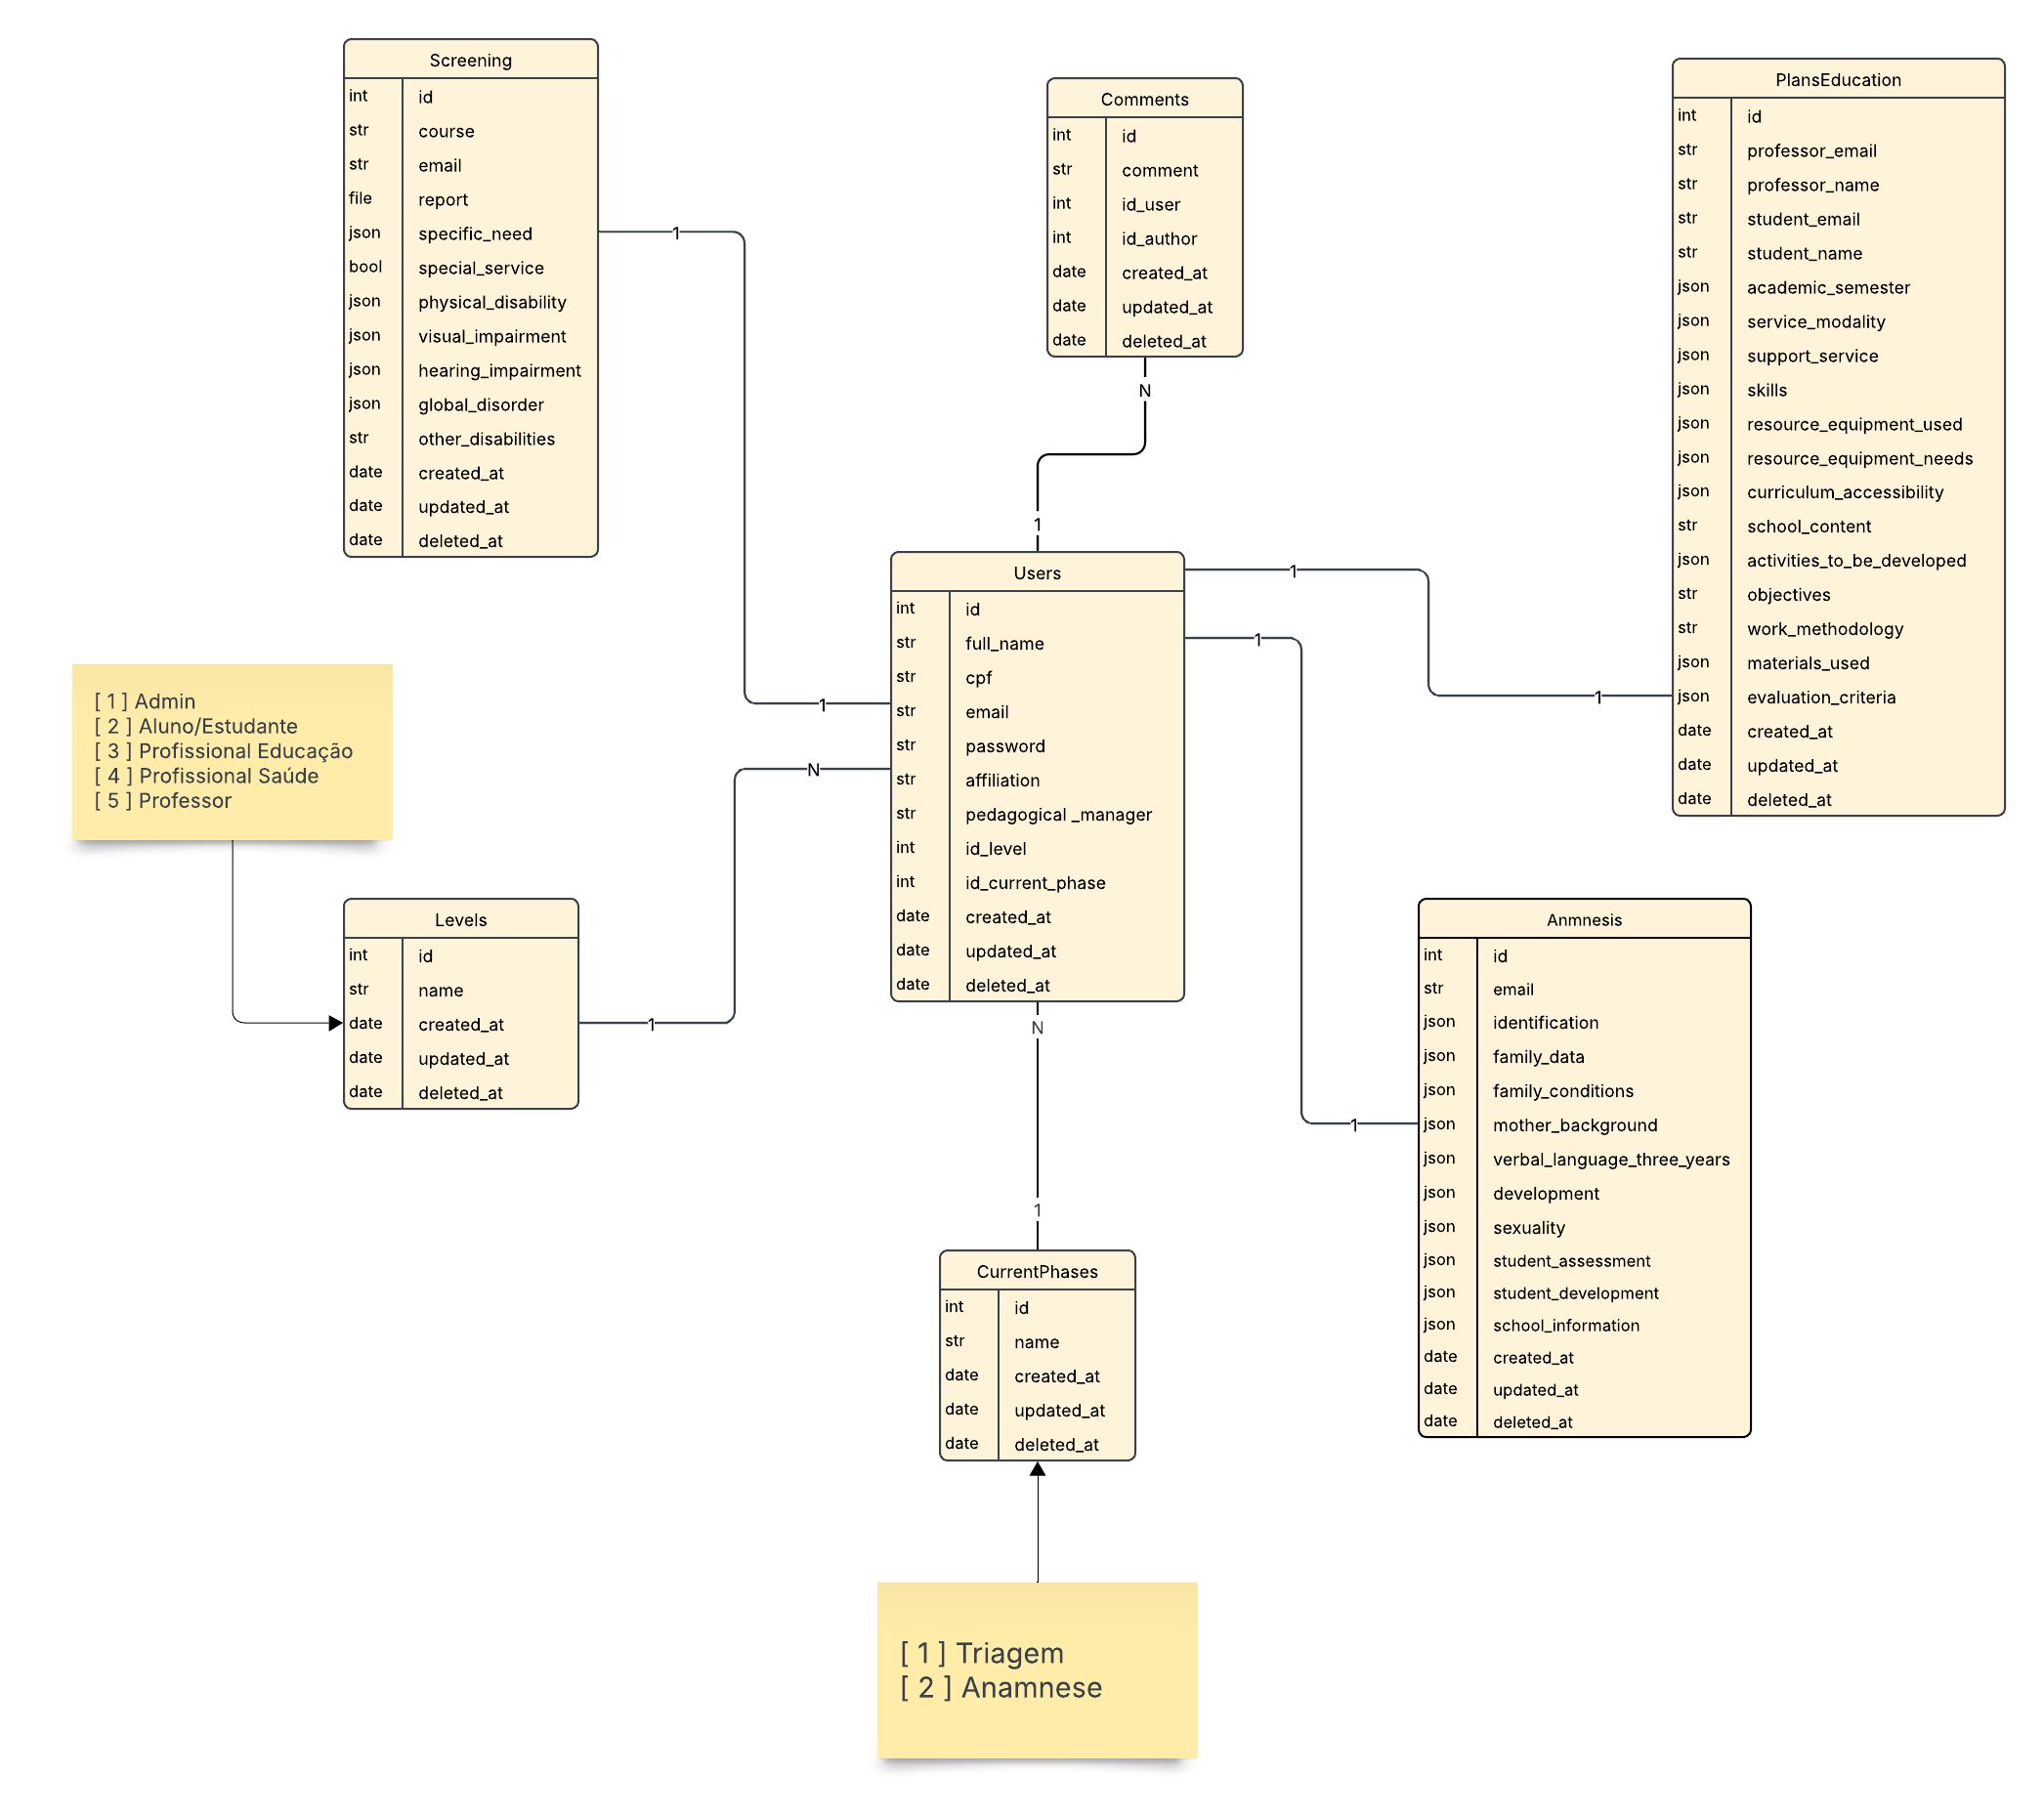 Screening
int id
str course
str email
file report
json specific_need
bool special_service
json physical_disability
json visual_impairment
json hearing_impairment
json global_disorder
str other_disabilities
date created_at
date updated_at
date deleted_at
1
1
Comments
int id
str comment
int id_user
int id_author
date created_at
date updated_at
date deleted_at
N
1
PlansEducation
int id
str professor_email
str professor_name
str student_email
str student_name
json academic_semester
json service_modality
json support_service
json skills
json resource_equipment_used
json resource_equipment_needs
json curriculum_accessibility
str school_content
json activities_to_be_developed
str objectives
str work_methodology
json materials_used
json evaluation_criteria
date created_at
date updated_at
date deleted_at
1
1
Users
int id
str full_name
str cpf
str email
str password
str affiliation
str pedagogical _manager
int id_level
int id_current_phase
date created_at
date updated_at
date deleted_at
1
1
N
1
[ 1 ] Admin
[ 2 ] Aluno/Estudante
[ 3 ] Profissional Educação
[ 4 ] Profissional Saúde
[ 5 ] Professor
Levels
int id
str name
date created_at
date updated_at
date deleted_at
Anmnesis
int id
str email
json identification
json family_data
json family_conditions
json mother_background
json verbal_language_three_years
json development
json sexuality
json student_assessment
json student_development
json school_information
date created_at
date updated_at
date deleted_at
N
1
CurrentPhases
int id
str name
date created_at
date updated_at
date deleted_at
[ 1 ] Triagem
[ 2 ] Anamnese